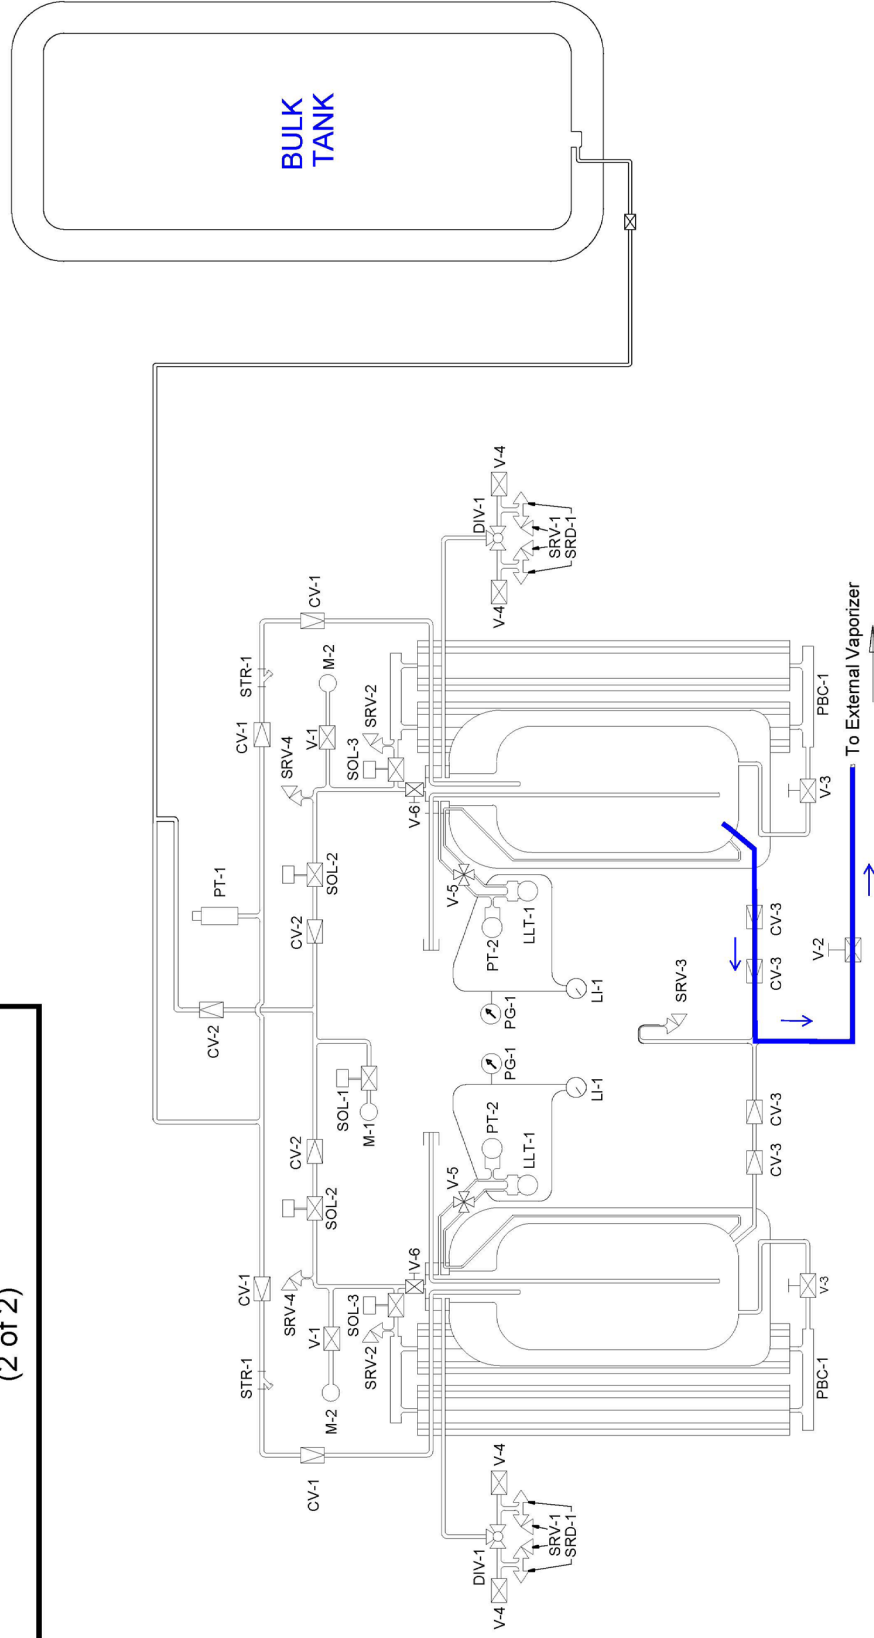 (2 of 2)
CV-2
PT-1
STR-1
CV-1
CV-1
STR-1
SRV-4
SRV-4
CV-2
CV-2
BULK
TANK
CV-1
V-1
V-1
CV-1
M-2
SOL-2
SOL-2
M-2
SOL-1
SOL-3
SOL-3
M-1
SRV-2
SRV-2
V-6
V-6
V-5
V-5
DIV-1
DIV-1
V-4
V-4
V-4
V-4
PT-2
PG-1
PG-1
PT-2
LLT-1
LLT-1
SRV-1
SRV-1
SRD-1
SRD-1
LI-1
LI-1
SRV-3
CV-3
CV-3
CV-3
CV-3
V-2
PBC-1
V-3
V-3
PBC-1
To External Vaporizer